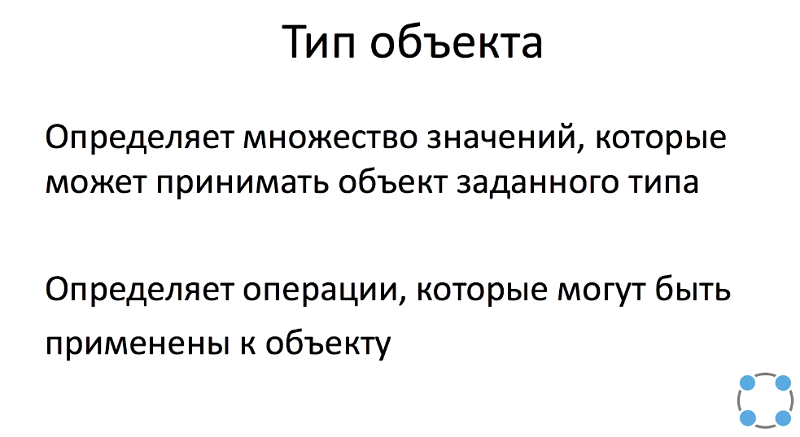 Тип объекта
Определяет множество значений, которые
может принимать объект заданного типа
Определяет операции, которые могут быть
применены к объекту